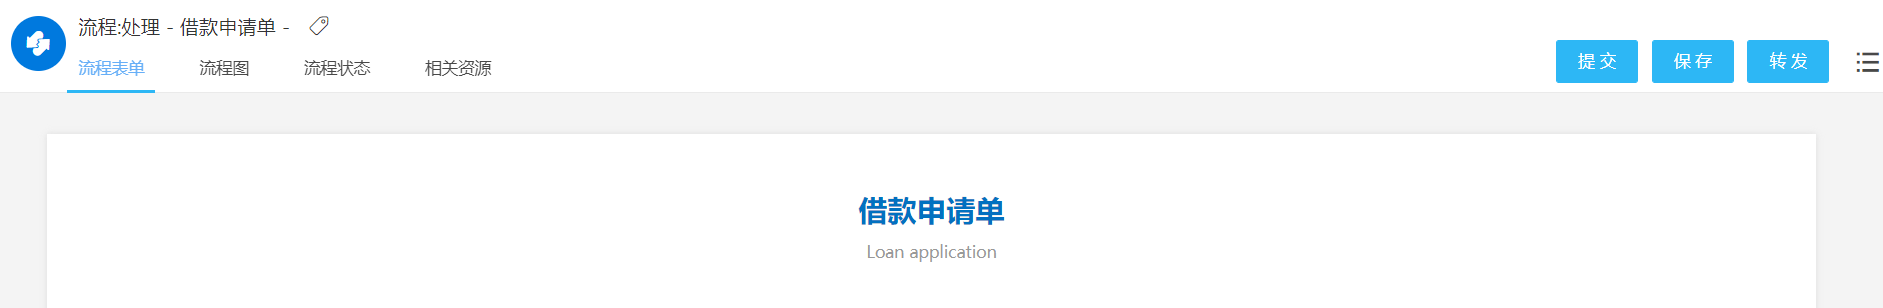 流程:处理 - 借款申请单 -
流程表单 流程图 流程状态 相关资源
提交 保存 转发
借款申请单
Loan application